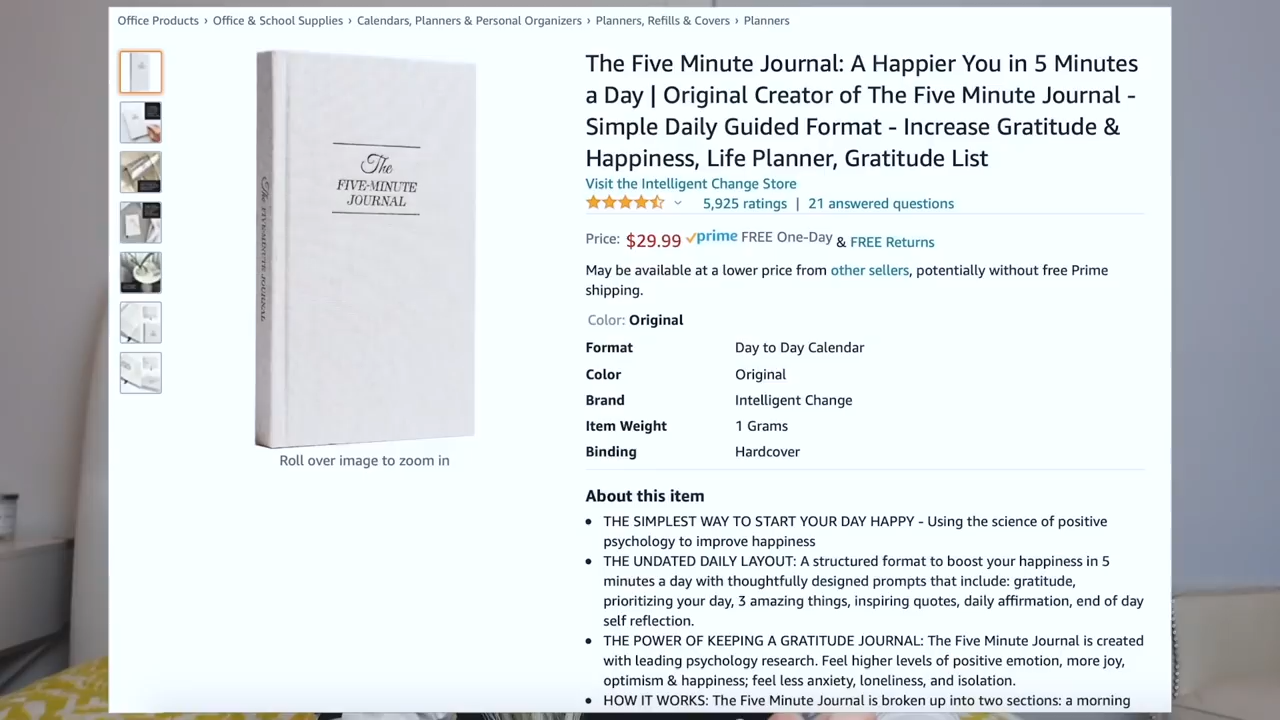 Office Products › Office & School Supplies › Calendars, Planners & Personal Organizers › Planners, Refills & Covers › Planners
The
FIVE-MINUTE
JOURNAL
The FIVE-MINUTE JOURNAL
Roll over image to zoom in
The Five Minute Journal: A Happier You in 5 Minutes
a Day | Original Creator of The Five Minute Journal -
Simple Daily Guided Format - Increase Gratitude &
Happiness, Life Planner, Gratitude List
Visit the Intelligent Change Store
5,925 ratings | 21 answered questions
Price: $29.99 prime FREE One-Day & FREE Returns
May be available at a lower price from other sellers, potentially without free Prime
shipping.
Color: Original
Format Day to Day Calendar
Color Original
Brand Intelligent Change
Item Weight 1 Grams
Binding Hardcover
About this item
• THE SIMPLEST WAY TO START YOUR DAY HAPPY - Using the science of positive
psychology to improve happiness
• THE UNDATED DAILY LAYOUT: A structured format to boost your happiness in 5
minutes a day with thoughtfully designed prompts that include: gratitude,
prioritizing your day, 3 amazing things, inspiring quotes, daily affirmation, end of day
self reflection.
• THE POWER OF KEEPING A GRATITUDE JOURNAL: The Five Minute Journal is created
with leading psychology research. Feel higher levels of positive emotion, more joy,
optimism & happiness; feel less anxiety, loneliness, and isolation.
• HOW IT WORKS: The Five Minute Journal is broken up into two sections: a morning